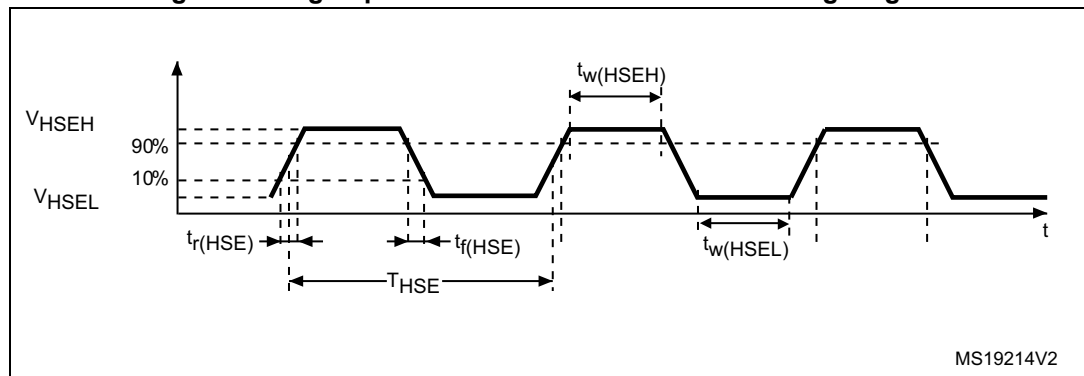 tw(HSEH)
VHSEH
90%
10%
VHSEL
tr(HSE)
tf(HSE)
tw(HSEL)
t
THSE
MS19214V2